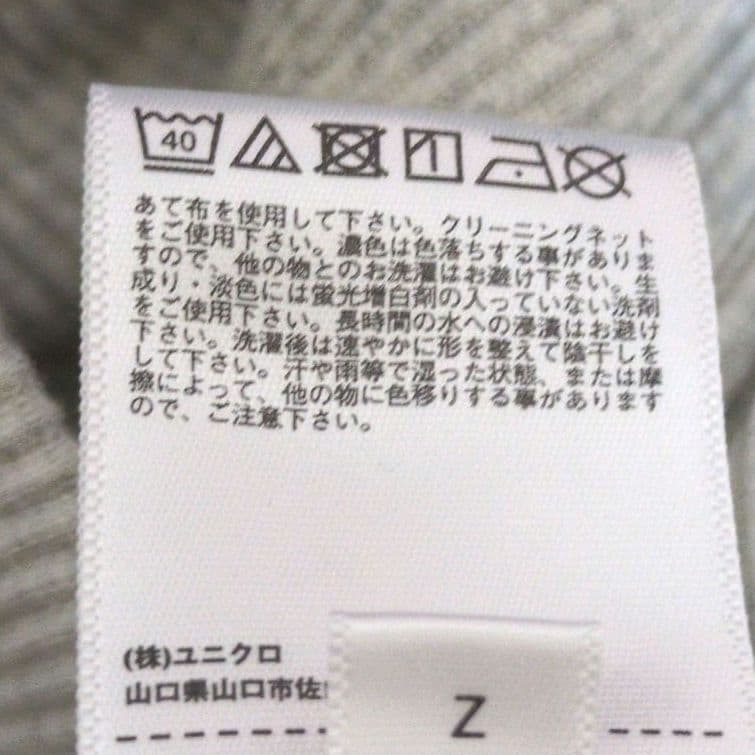 40
あて布を使用して下さい。クリーニングネット
をご使用下さい。濃色は色落ちする事がありま
すので、他の物とのお洗濯はお避け下さい。生
成り・淡色には蛍光増白剤の入っていない洗剤
をご使用下さい。長時間の水への浸漬はお避け
下さい。洗濯後は速やかに形を整えて陰干しを
して下さい。汗や雨等で湿った状態、または摩
擦によって、他の物に色移りする事があります
ので、ご注意下さい。
(株)ユニクロ
山口県山口市佐
Z